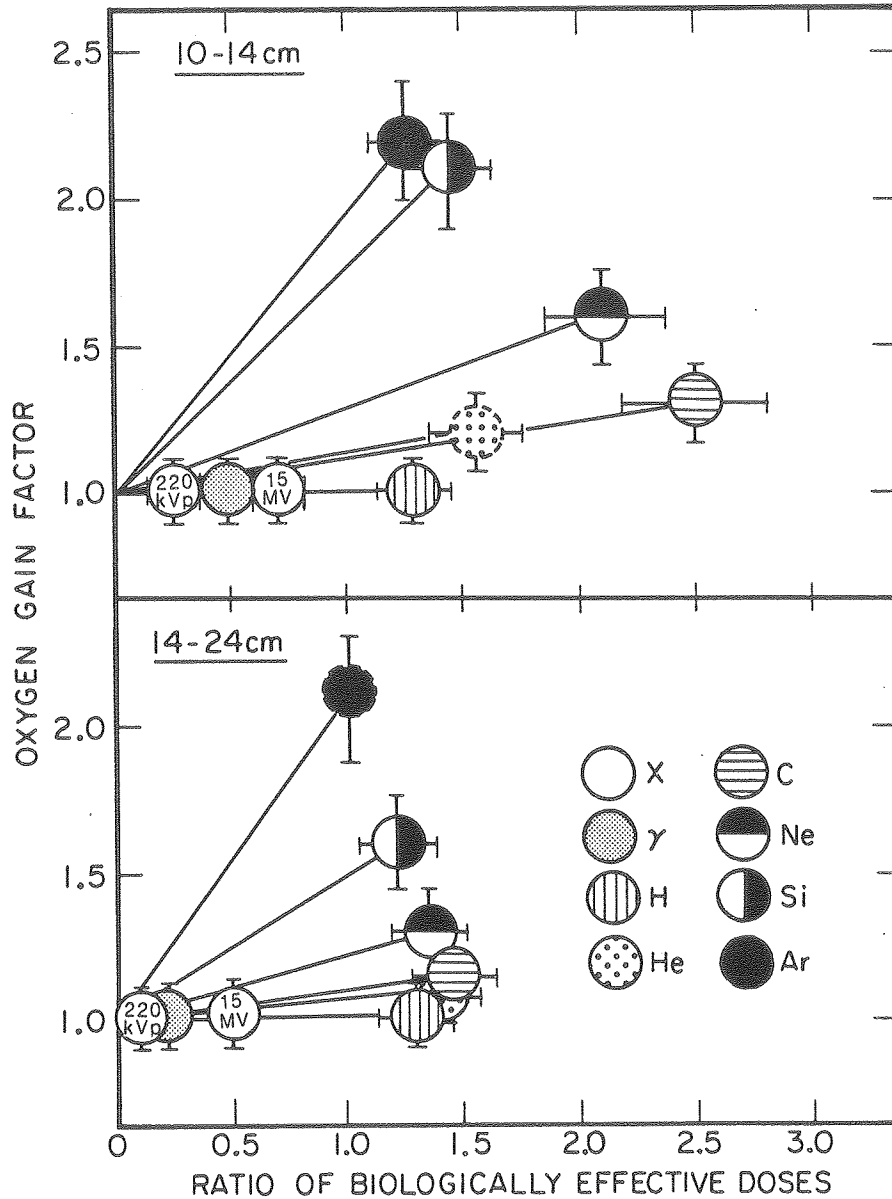 10-14cm
2.5
2.0
1.5
1.0
220
kVp
15
MV
OXYGEN GAIN FACTOR
14-24cm
2.0
1.5
1.0
220
kVp
15
MV
X
C
γ
Ne
H
Si
He
Ar
0
0.5
1.0
1.5
2.0
2.5
3.0
RATIO OF BIOLOGICALLY EFFECTIVE DOSES